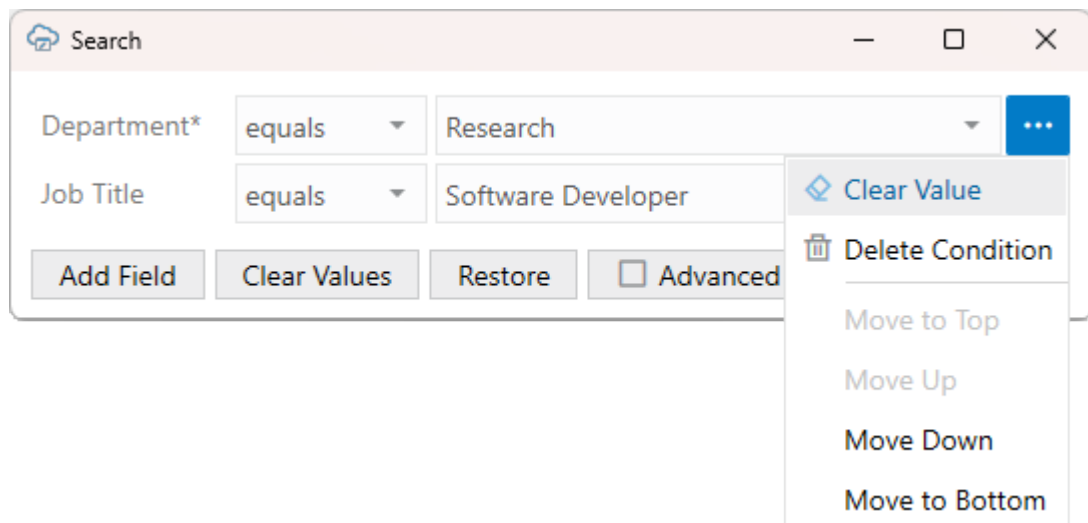 Search
Department* equals Research ...
Job Title equals Software Developer
Add Field Clear Values Restore Advanced
Clear Value
Delete Condition
Move to Top
Move Up
Move Down
Move to Bottom